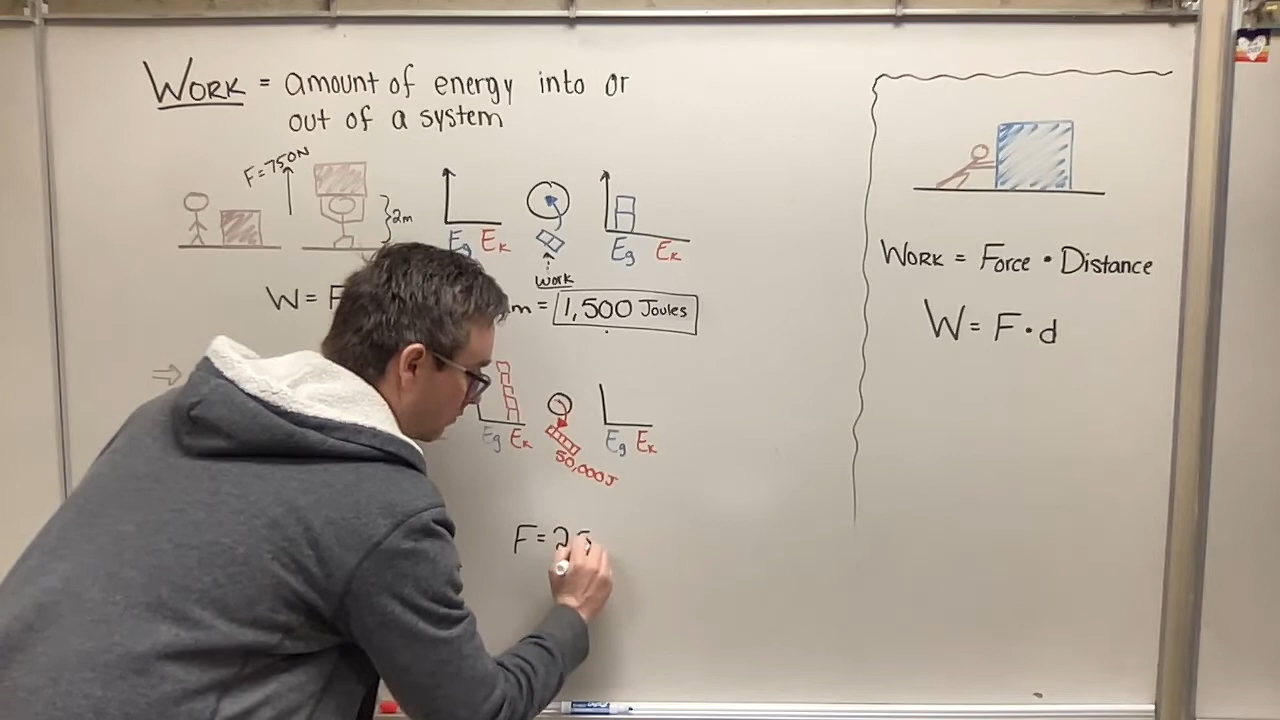 WORK = amount of energy into or
out of a system
F=750N
2m
Eg Ek
work
Eg Ek
W = F
m = 1,500 Joules
Eg Ek
50,000J
Eg Ek
F=25
Work = Force • Distance
W = F • d